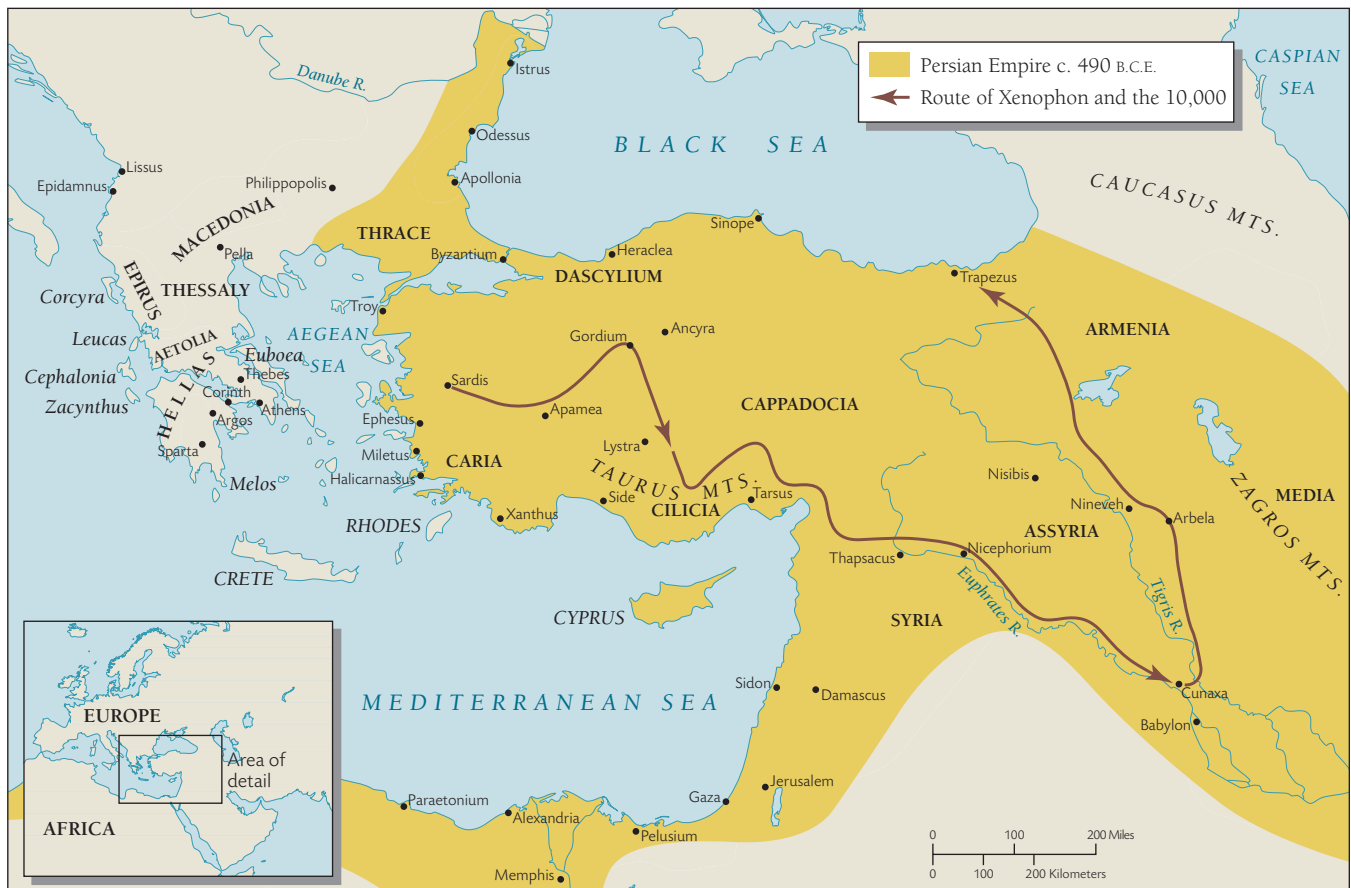 Persian Empire c. 490 B.C.E.
Route of Xenophon and the 10,000
CASPIAN
SEA
Danube R.
Istrus
Odessus
BLACK SEA
Lissus
Epidamnus
Philippopolis
Apollonia
CAUCASUS MTS.
MACEDONIA
THRACE
Sinope
Pella
Byzantium
Heraclea
DASCYLIUM
Trapezus
EPIRUS
THESSALY
Corcyra
Troy
ARMENIA
Leucas
AETOLIA
AEGEAN
SEA
Gordium
Ancyra
Euboea
Cephalonia
Thebes
Sardis
Zacynthus
HELLAS
Corinth
Athens
Argos
Apamea
CAPPADOCIA
Ephesus
Sparta
Lystra
Miletus
CARIA
Halicarnassus
Melos
TAURUS MTS.
Nisibis
ZAGROS MTS.
MEDIA
Side
Tarsus
CILICIA
Xanthus
RHODES
Nineveh
Arbela
ASSYRIA
Thapsacus
Nicephorium
CRETE
Euphrates R.
Tigris R.
CYPRUS
SYRIA
MEDITERRANEAN SEA
Sidon
Damascus
Cunaxa
Babylon
EUROPE
Area of
detail
AFRICA
Jerusalem
Gaza
Paraetonium
Alexandria
Pelusium
Memphis
0 100 200 Miles
0 100 200 Kilometers